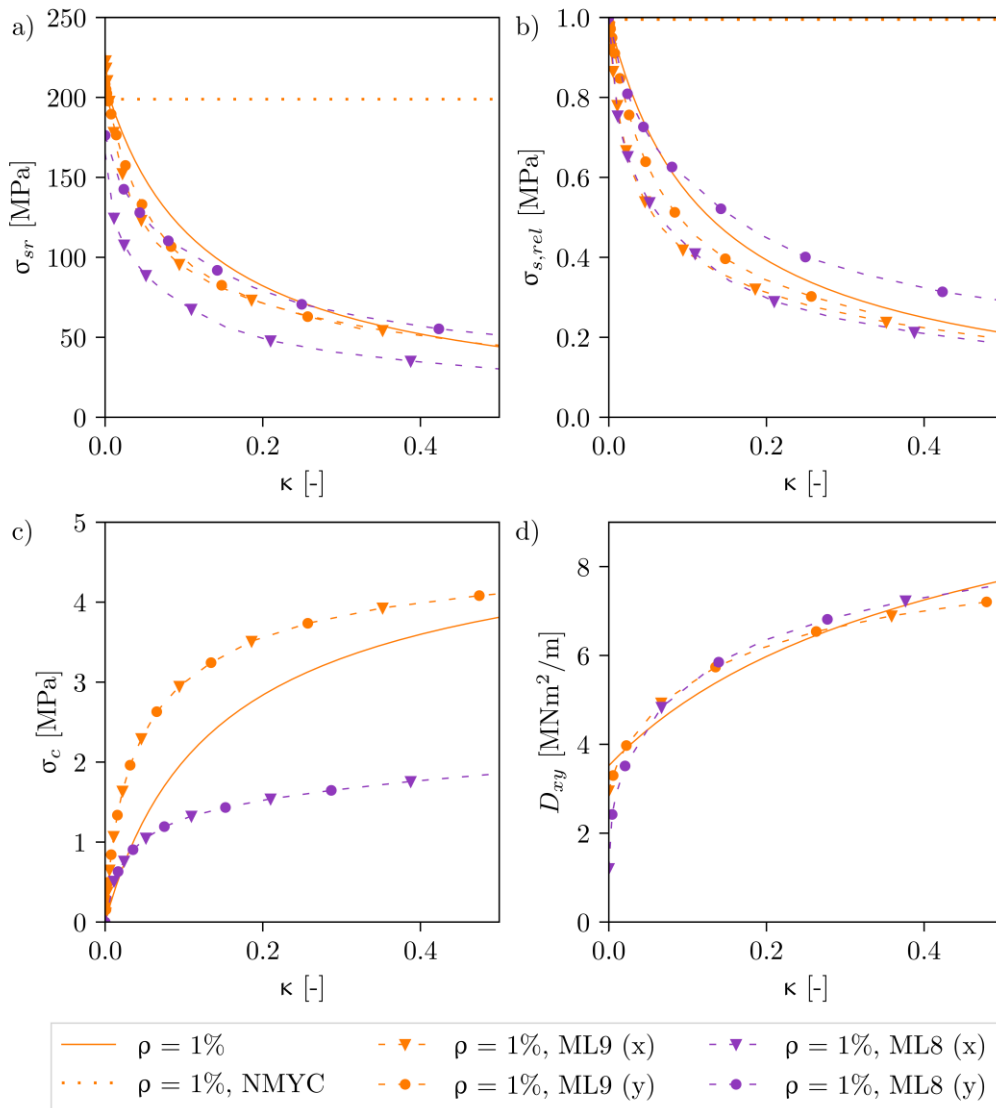 a)
250
200
150
100
50
0
σsr [MPa]
0.0 0.2 0.4
κ [-]
b)
1.0
0.8
0.6
0.4
0.2
0.0
σs,rel [MPa]
0.0 0.2 0.4
κ [-]
c)
5
4
3
2
1
0
σc [MPa]
0.0 0.2 0.4
κ [-]
d)
8
6
4
2
0
Dxy [MNm²/m]
0.0 0.2 0.4
κ [-]
ρ = 1%
ρ = 1%, NMYC
ρ = 1%, ML9 (x)
ρ = 1%, ML9 (y)
ρ = 1%, ML8 (x)
ρ = 1%, ML8 (y)